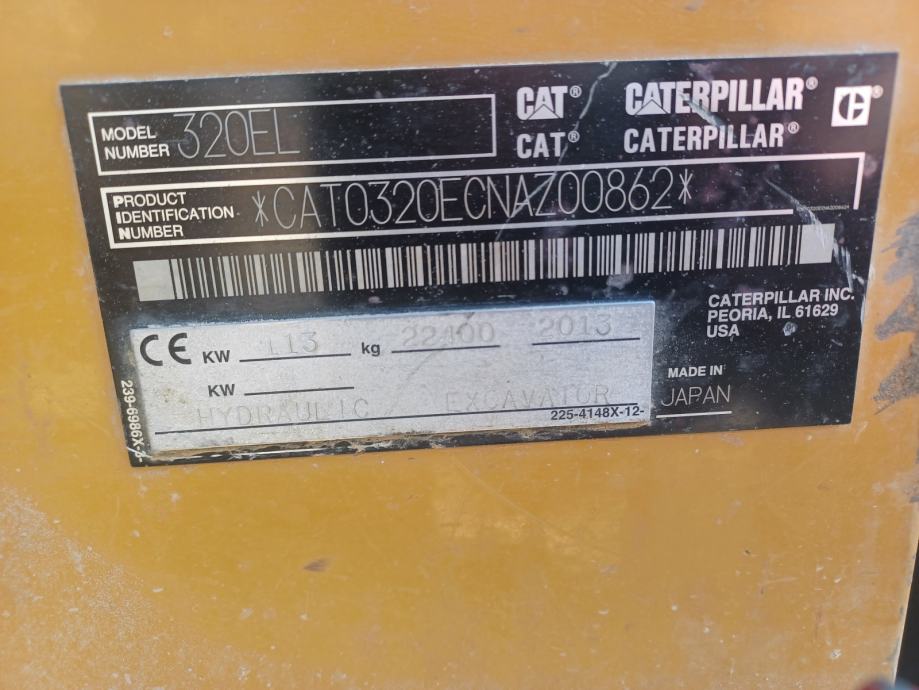 MODEL NUMBER 320EL
CAT® CATERPILLAR®
CAT® CATERPILLAR®
PRODUCT IDENTIFICATION NUMBER *CAT0320ECNAZ00862*
CATERPILLAR INC.
PEORIA, IL 61629
USA
CE KW 113 kg 22400 2013
KW
HYDRAULIC EXCAVATOR
225-4148X-12-
MADE IN
JAPAN
239-6986X-2-